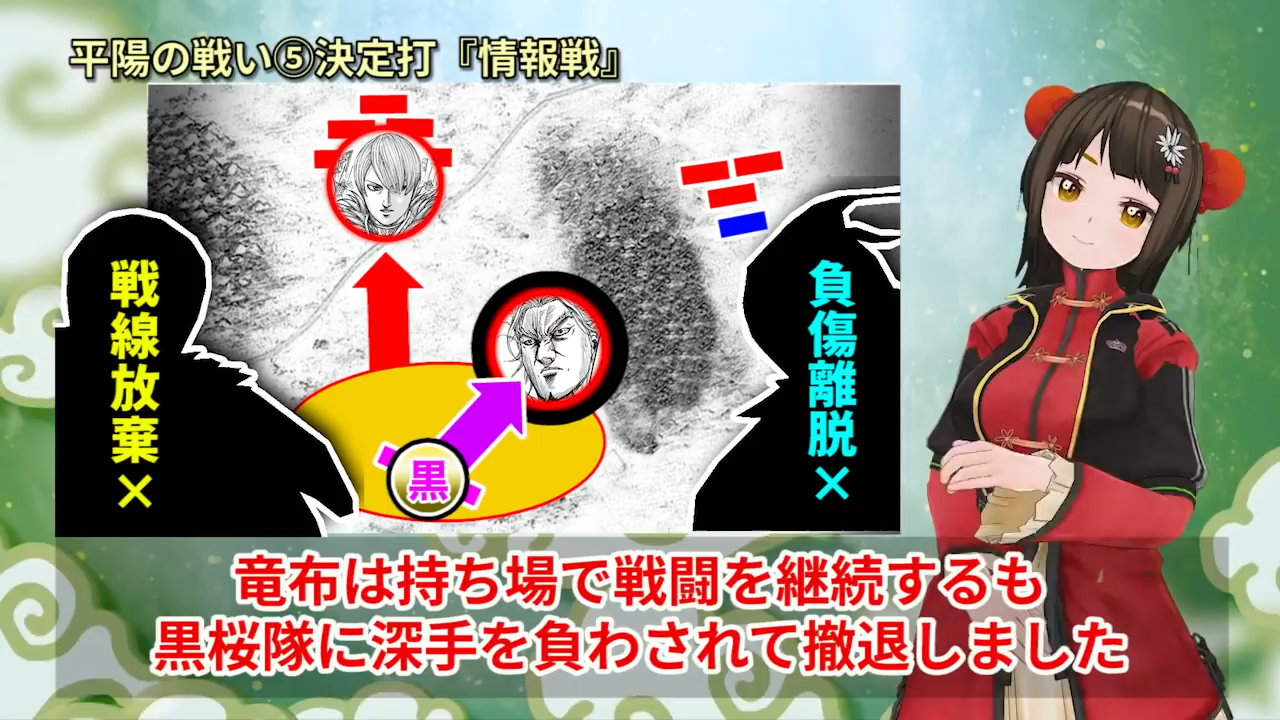 平陽の戦い⑤決定打『情報戦』
戦線放棄×
負傷離脱×
黒
竜布は持ち場で戦闘を継続するも
黒桜隊に深手を負わされて撤退しました